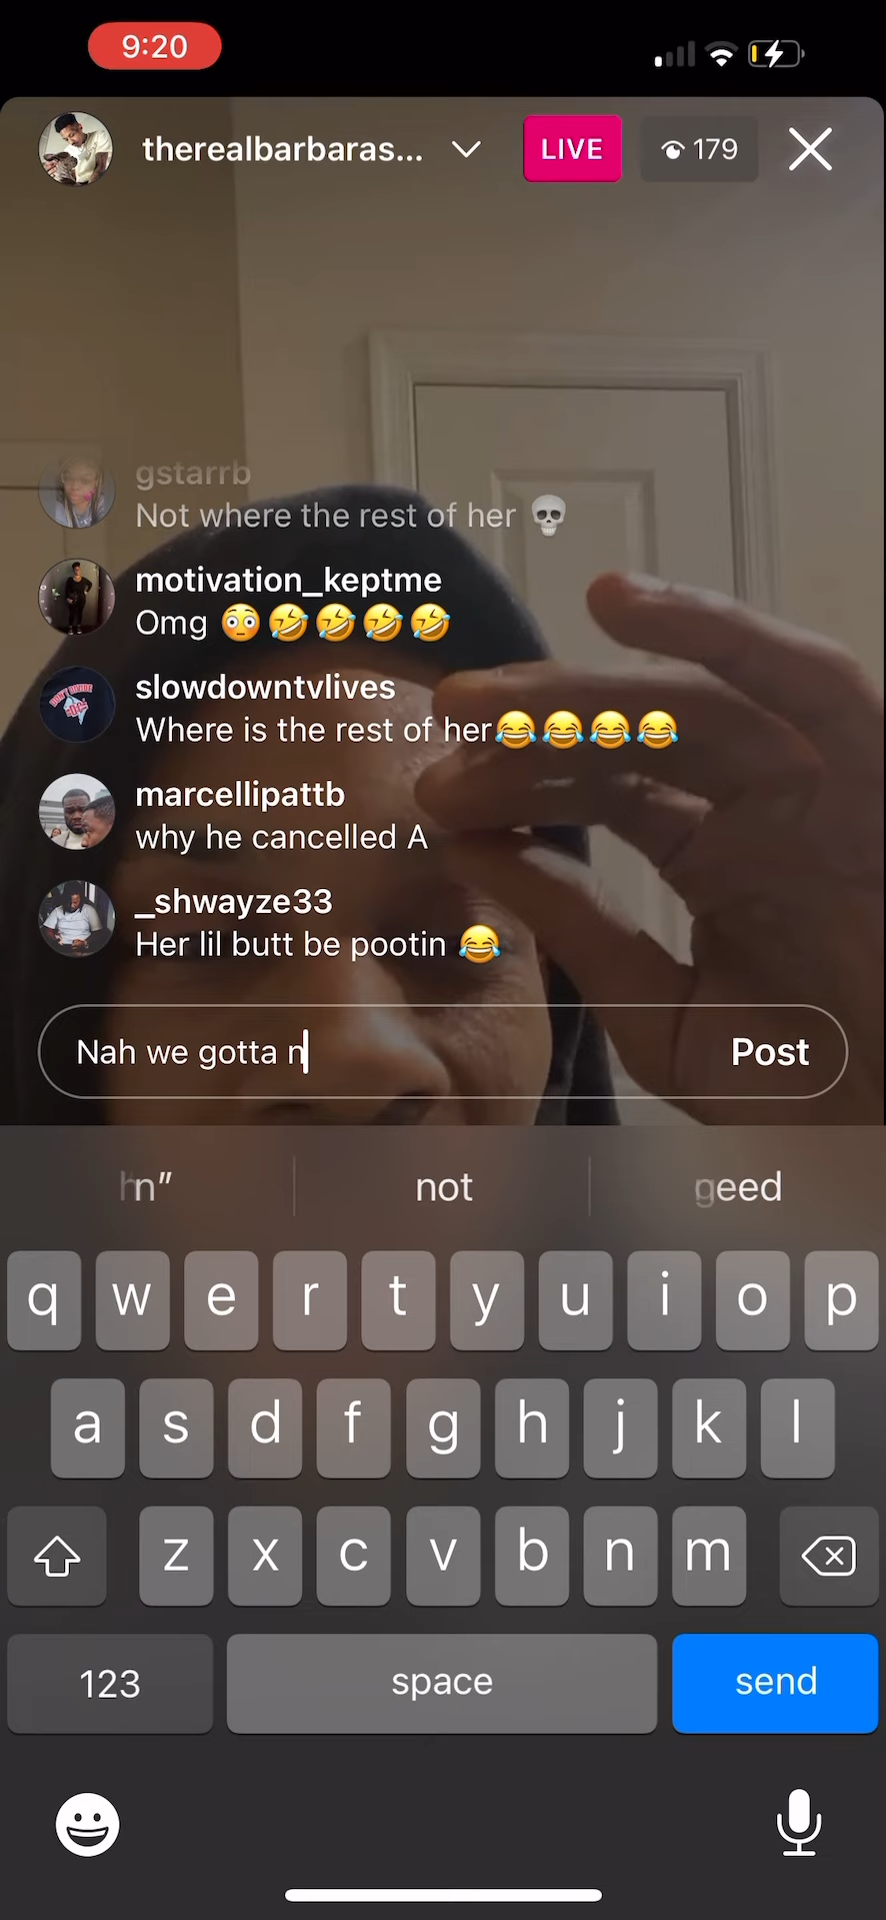 9:20
therealbarbaras...
LIVE
179
gstarrb
Not where the rest of her 💀
motivation_keptme
Omg 😳🤣🤣🤣🤣
slowdowntvlives
Where is the rest of her😂😂😂😂
marcellipattb
why he cancelled A
_shwayze33
Her lil butt be pootin 😂
Nah we gotta n
Post
not
q w e r t y u i o p
a s d f g h j k l
z x c v b n m
123
space
send